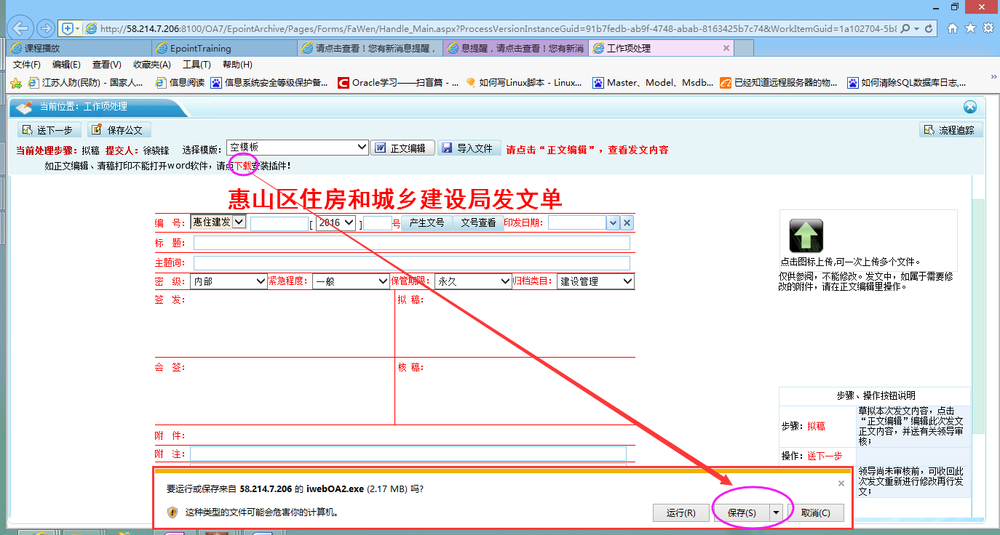 http://58.214.7.206:8100/OA7/EpointArchive/Pages/Forms/FaWen/Handle_Main.aspx?ProcessVersionInstanceGuid=91b7fedb-ab9f-4748-abab-8163425b7c74&WorkItemGuid=1a102704-5b8
课程播放 EpointTraining 请点击查看！您有新消息提醒， 息提醒，请点击查看！您有新消 工作项处理
文件(F) 编辑(E) 查看(V) 收藏夹(A) 工具(T) 帮助(H)
江苏人防(民防) - 国家人... 信息阅读 信息系统安全等级保护备... Oracle学习——扫盲篇 - ... 如何写Linux脚本 - Linux... Master、Model、Msdb... 已经知道远程服务器的物... 如何清除SQL数据库日志,...
当前位置：工作项处理
送下一步 保存公文 流程追踪
当前处理步骤：拟稿 提交人：徐骁锋 选择模版： 空模板 正文编辑 导入文件 请点击“正文编辑”，查看发文内容
如正文编辑、清稿打印不能打开word软件，请点下载安装插件！
惠山区住房和城乡建设局发文单
编 号： 惠住建发 [ 2016 ] 号 产生文号 文号查看 印发日期：
标 题：
主题词：
密 级： 内部 紧急程度： 一般 保管期限： 永久 归档类目： 建设管理
签 发： 拟 稿：
会 签： 核 稿：
附 件：
附 注：
点击图标上传,可一次上传多个文件。
仅供参阅，不能修改。发文中，如属于需要修
改的附件，请在正文编辑里操作。
步骤、操作按钮说明
步骤：拟稿
草拟本次发文内容，点击
“正文编辑”编辑此次发文
正文内容，并送有关领导审
核；
操作：送下一步
领导尚未审核前，可收回此
次发文重新进行修改再行发
文；
要运行或保存来自 58.214.7.206 的 iwebOA2.exe (2.17 MB) 吗?
这种类型的文件可能会危害你的计算机。
运行(R) 保存(S) 取消(C)